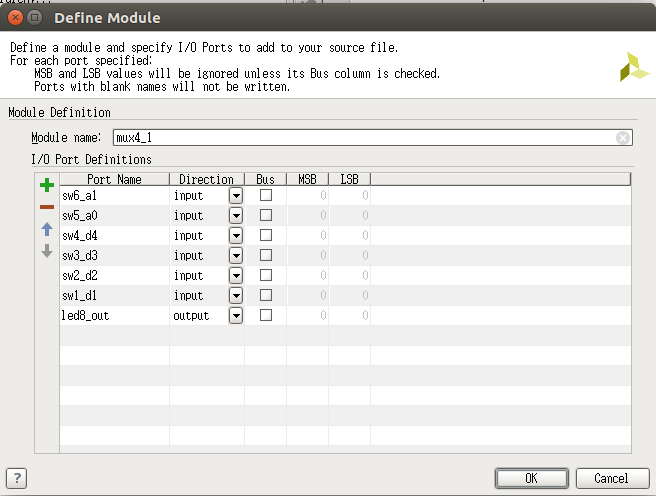 Define Module
Define a module and specify I/O Ports to add to your source file.
For each port specified:
MSB and LSB values will be ignored unless its Bus column is checked.
Ports with blank names will not be written.
Module Definition
Module name: mux4_1
I/O Port Definitions
Port Name Direction Bus MSB LSB
sw6_a1 input 0 0
sw5_a0 input 0 0
sw4_d4 input 0 0
sw3_d3 input 0 0
sw2_d2 input 0 0
sw1_d1 input 0 0
led8_out output 0 0
? OK Cancel